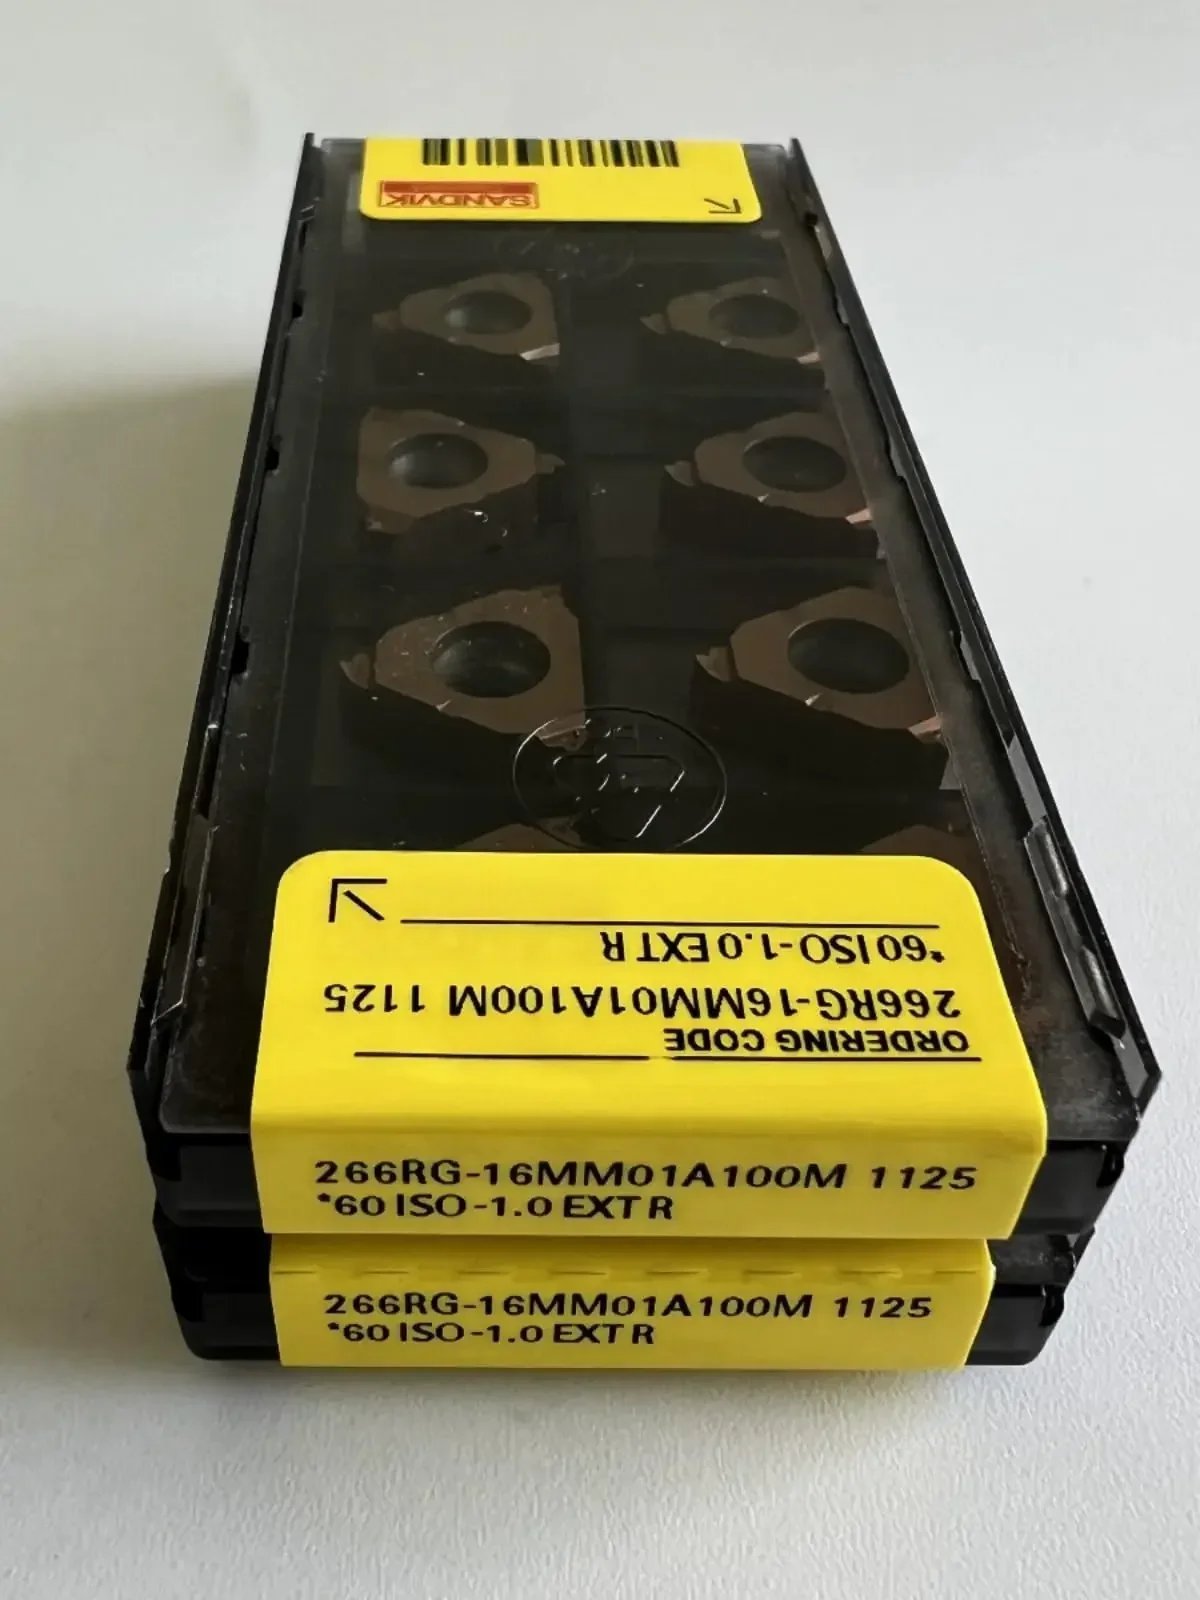 SANDVIK
*60 ISO-1.0 EXT R
266RG-16MM01A100M 1125
ORDERING CODE
266RG-16MM01A100M 1125
*60 ISO-1.0 EXT R
266RG-16MM01A100M 1125
*60 ISO-1.0 EXT R